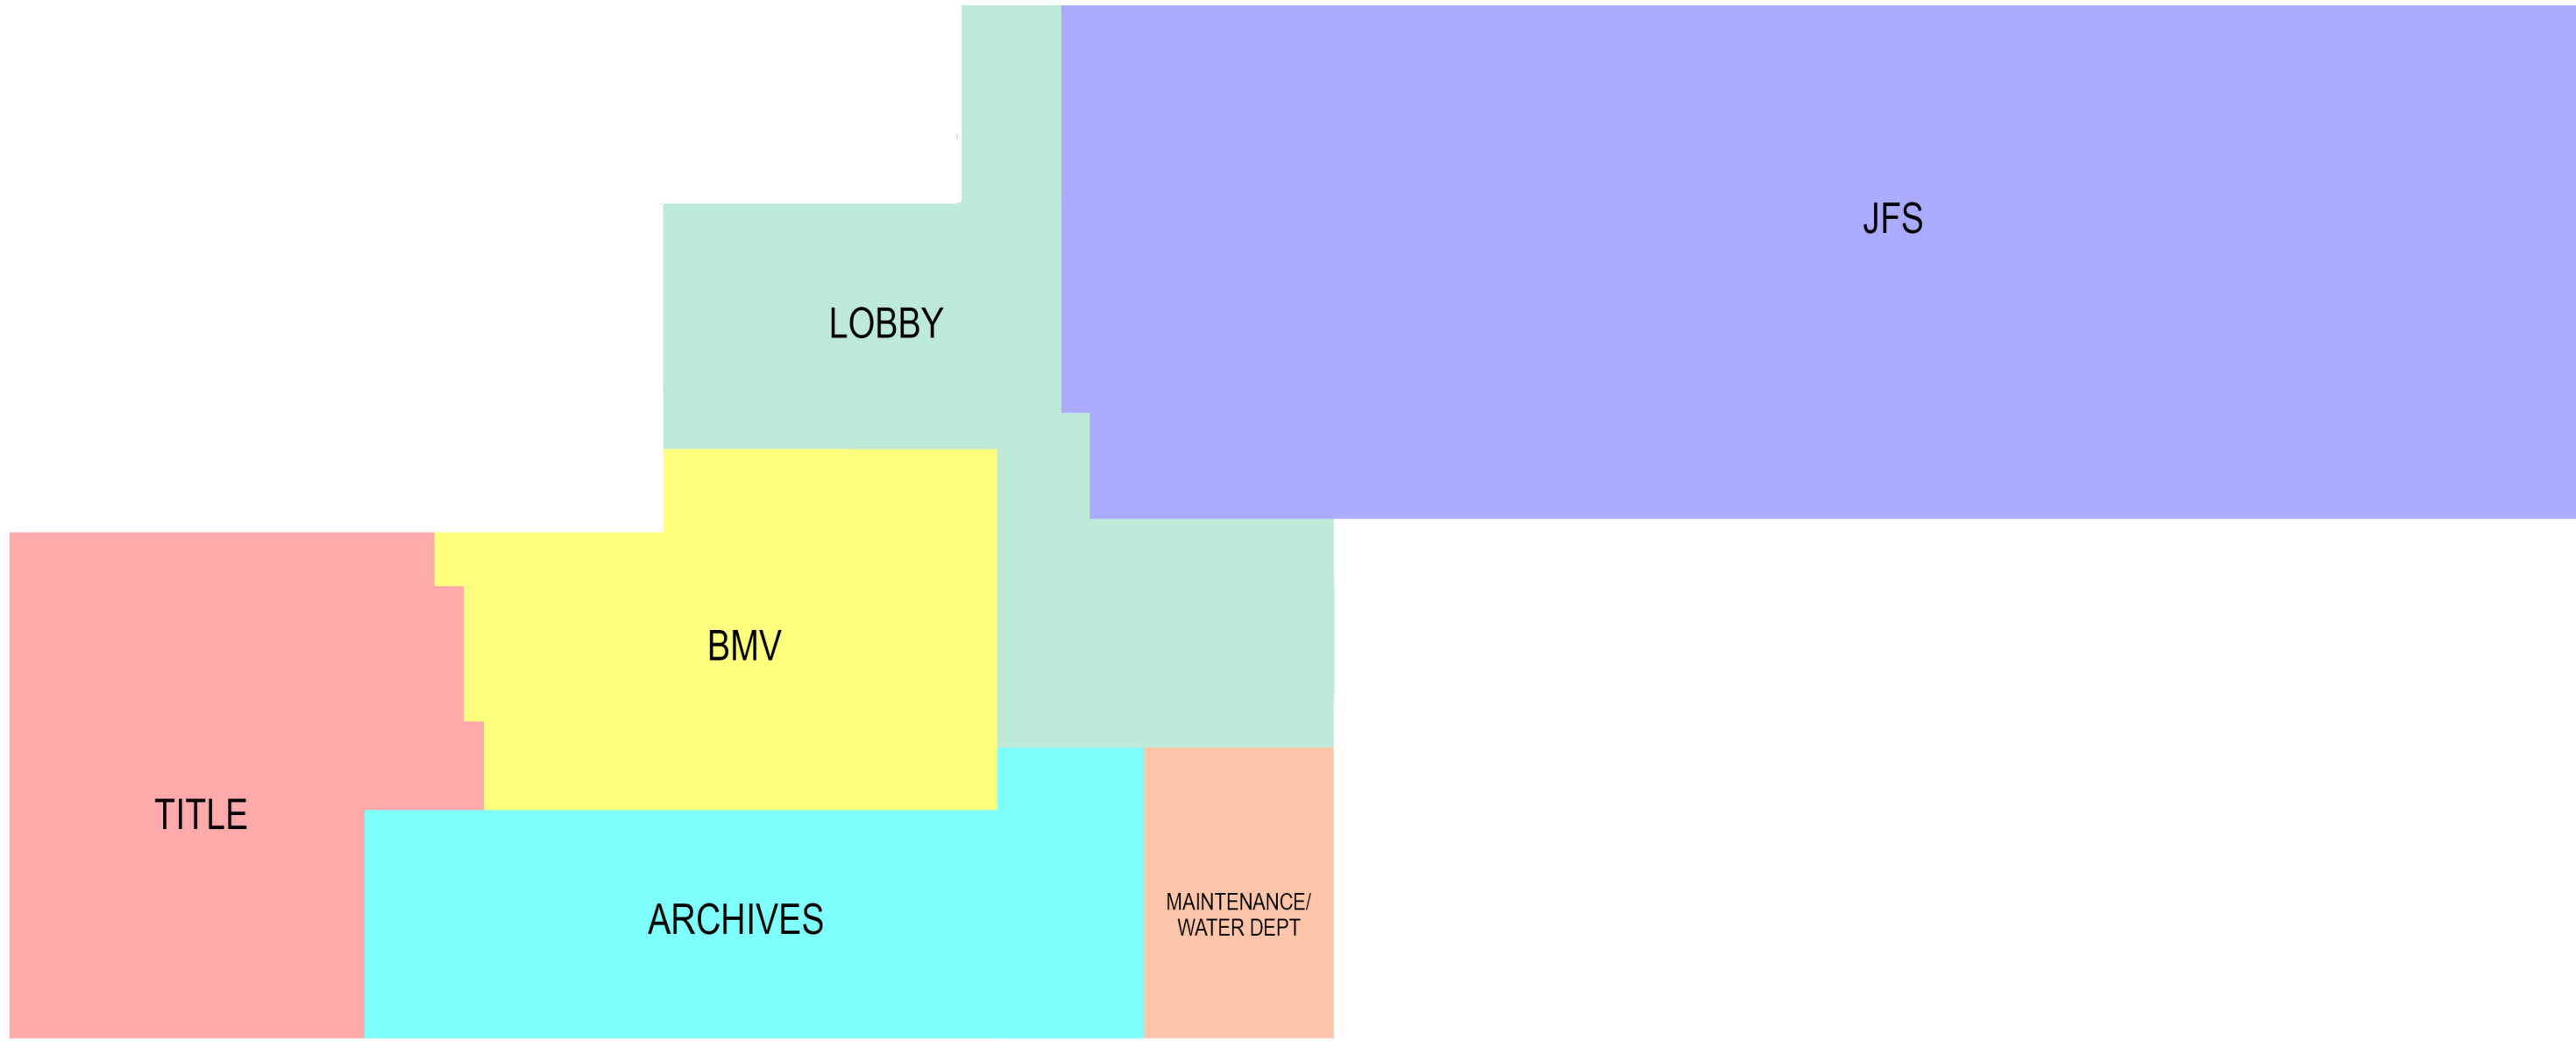 JFS
LOBBY
BMV
TITLE
ARCHIVES
MAINTENANCE/
WATER DEPT